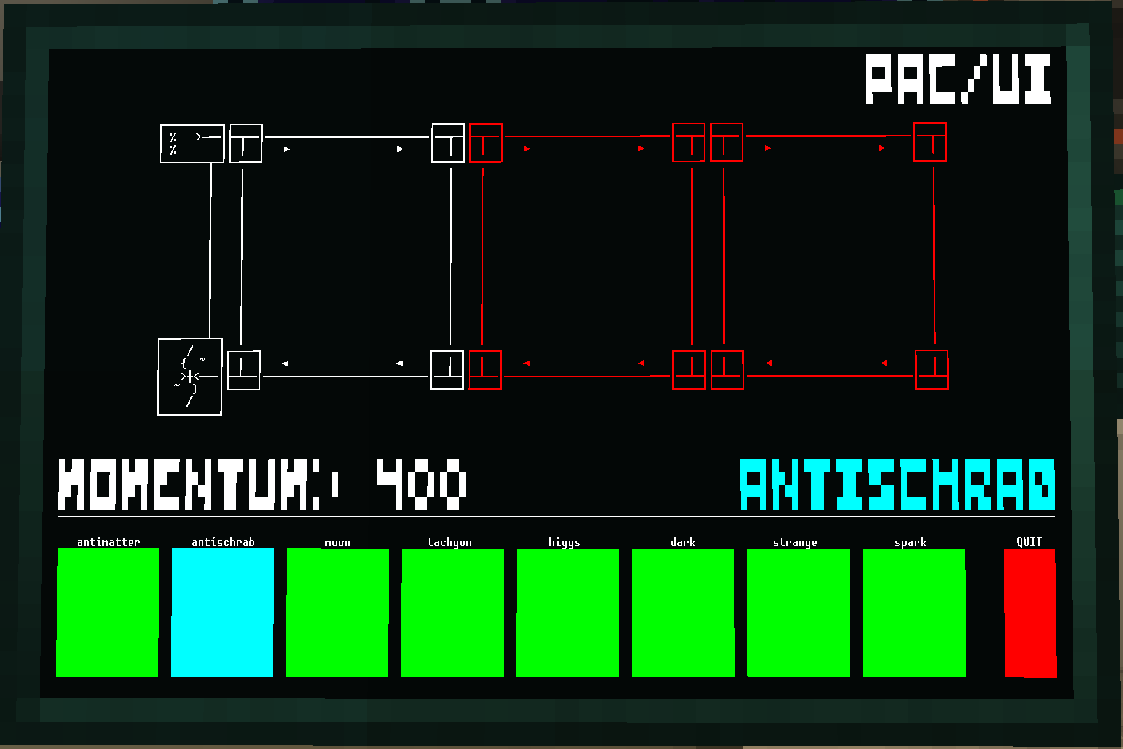 PAC/UI
MOMENTUM: 400
ANTISCHRAB
antimatter antischrab muon tachyon higgs dark strange spark QUIT